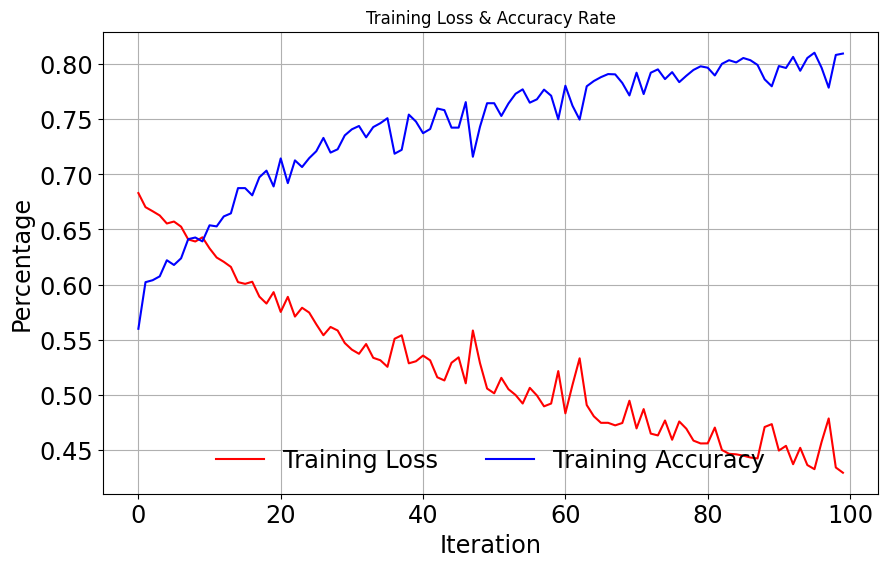 Training Loss & Accuracy Rate
0.80
0.75
0.70
0.65
0.60
0.55
0.50
0.45
Percentage
Training Loss Training Accuracy
0 20 40 60 80 100
Iteration